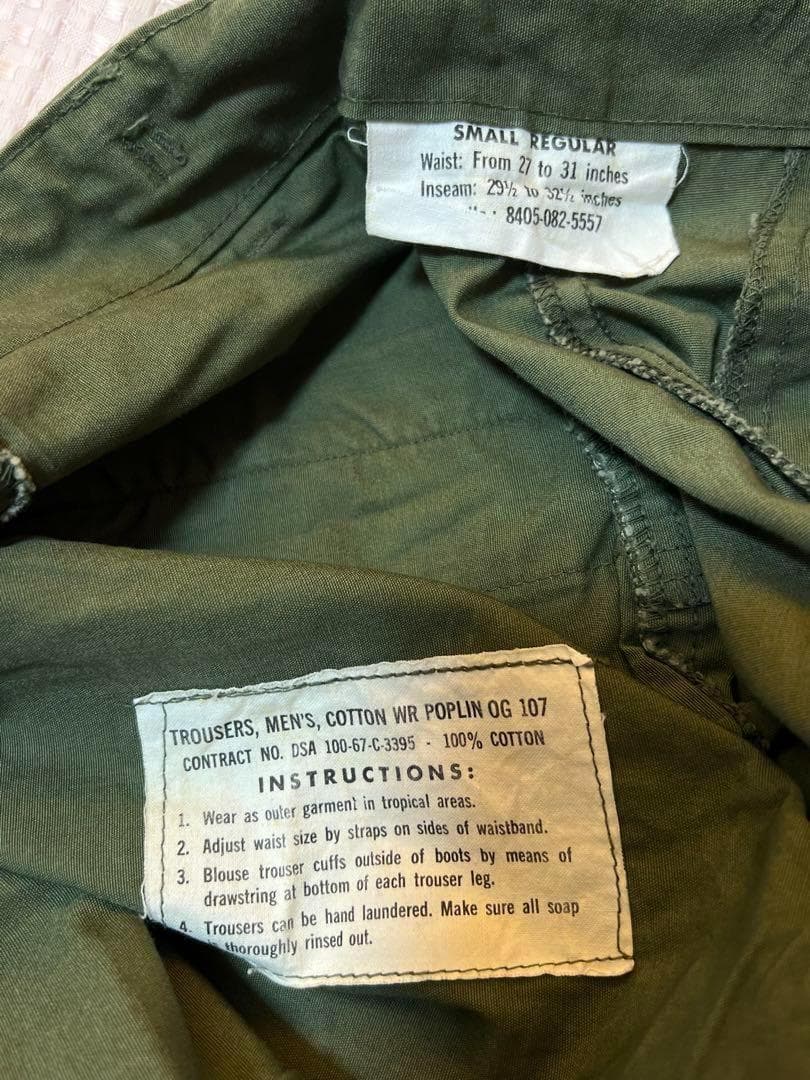 SMALL REGULAR
Waist: From 27 to 31 inches
Inseam: 29½ to 32½ inches
8405-082-5557
TROUSERS, MEN'S, COTTON WR POPLIN OG 107
CONTRACT NO. DSA 100-67-C-3395 - 100% COTTON
INSTRUCTIONS:
1. Wear as outer garment in tropical areas.
2. Adjust waist size by straps on sides of waistband.
3. Blouse trouser cuffs outside of boots by means of
drawstring at bottom of each trouser leg.
4. Trousers can be hand laundered. Make sure all soap
thoroughly rinsed out.